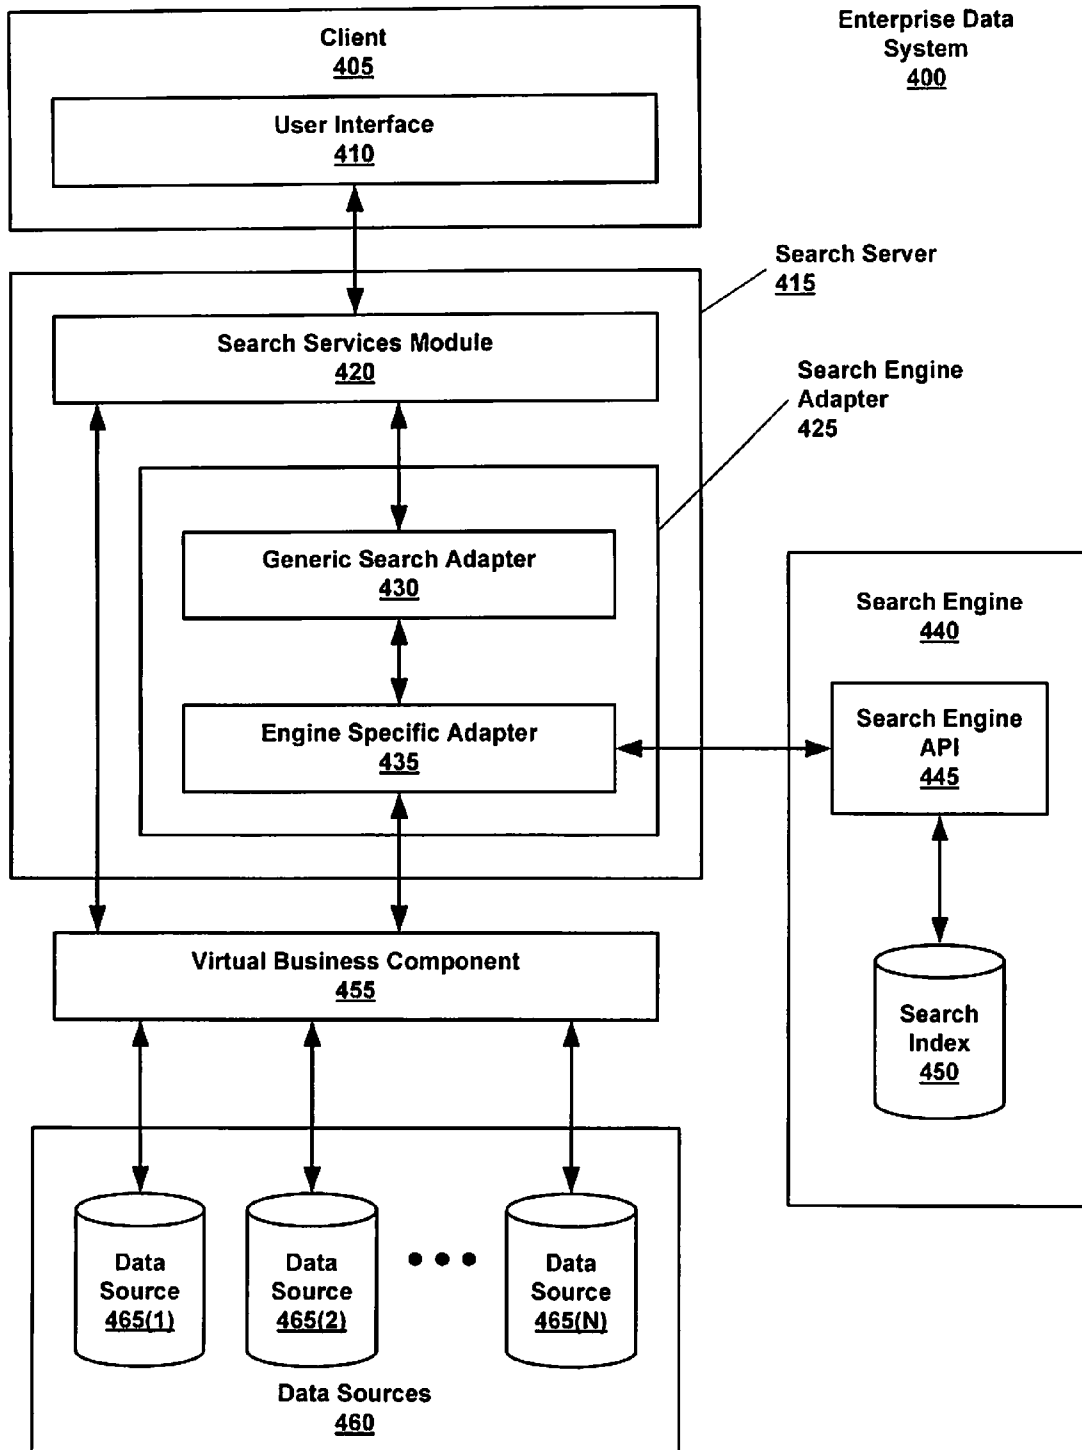 Enterprise Data
System
400
Client
405
User Interface
410
Search Server
415
Search Services Module
420
Search Engine
Adapter
425
Generic Search Adapter
430
Engine Specific Adapter
435
Search Engine
440
Search Engine
API
445
Search
Index
450
Virtual Business Component
455
Data
Source
465(1)
Data
Source
465(2)
Data
Source
465(N)
Data Sources
460